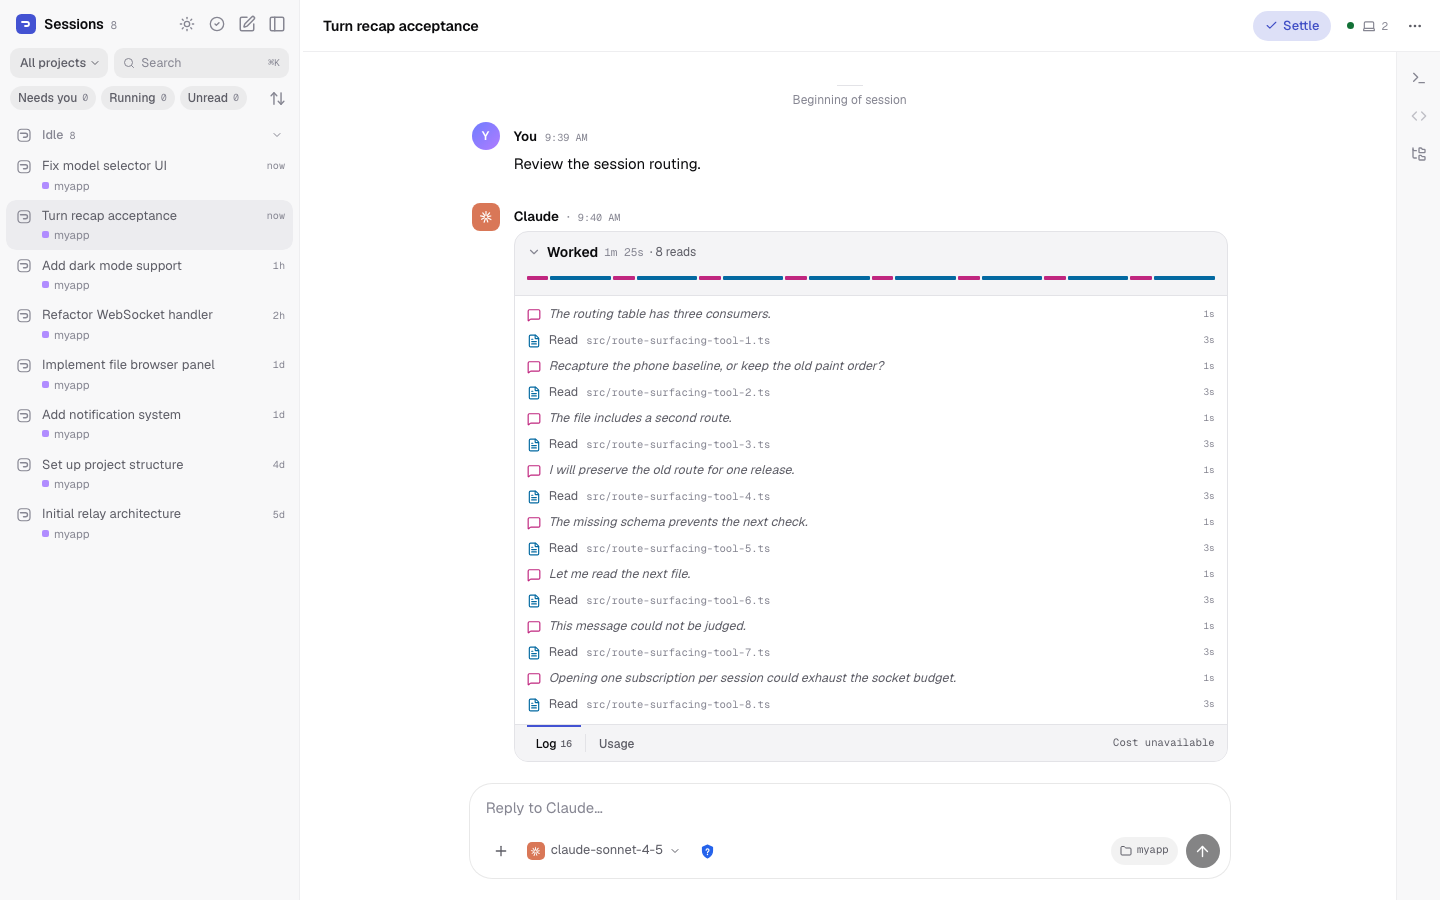 Sessions 8
All projects
Search ⌘K
Needs you 0
Running 0
Unread 0
Idle 8
Fix model selector UI now
myapp
Turn recap acceptance now
myapp
Add dark mode support 1h
myapp
Refactor WebSocket handler 2h
myapp
Implement file browser panel 1d
myapp
Add notification system 1d
myapp
Set up project structure 4d
myapp
Initial relay architecture 5d
myapp
Turn recap acceptance
Settle
2
Beginning of session
Y
You 9:39 AM
Review the session routing.
Claude · 9:40 AM
Worked 1m 25s · 8 reads
The routing table has three consumers. 1s
Read src/route-surfacing-tool-1.ts 3s
Recapture the phone baseline, or keep the old paint order? 1s
Read src/route-surfacing-tool-2.ts 3s
The file includes a second route. 1s
Read src/route-surfacing-tool-3.ts 3s
I will preserve the old route for one release. 1s
Read src/route-surfacing-tool-4.ts 3s
The missing schema prevents the next check. 1s
Read src/route-surfacing-tool-5.ts 3s
Let me read the next file. 1s
Read src/route-surfacing-tool-6.ts 3s
This message could not be judged. 1s
Read src/route-surfacing-tool-7.ts 3s
Opening one subscription per session could exhaust the socket budget. 1s
Read src/route-surfacing-tool-8.ts 3s
Log 16
Usage
Cost unavailable
Reply to Claude…
claude-sonnet-4-5
?
myapp